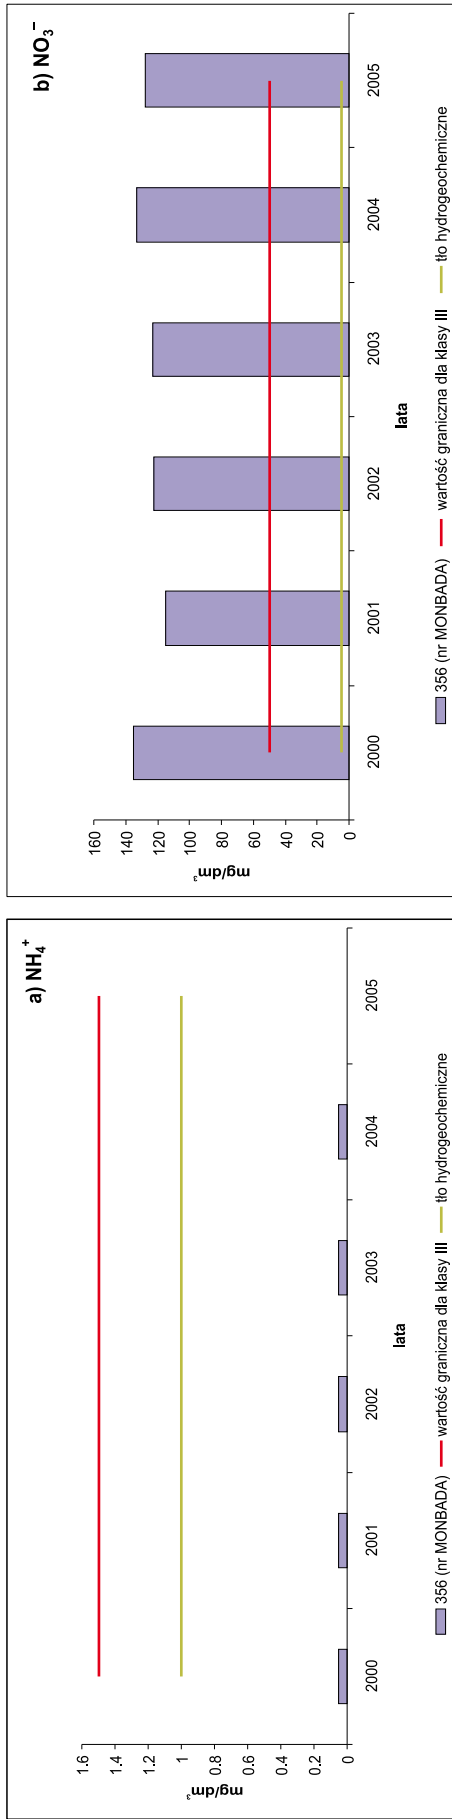 a) NH₄⁺
1.6
1.4
1.2
1
0.8
0.6
0.4
0.2
0
mg/dm³
2000 2001 2002 2003 2004 2005
lata
356 (nr MONBADA) wartość graniczna dla klasy III tło hydrogeochemiczne
b) NO₃⁻
160
140
120
100
80
60
40
20
0
mg/dm³
2000 2001 2002 2003 2004 2005
lata
356 (nr MONBADA) wartość graniczna dla klasy III tło hydrogeochemiczne